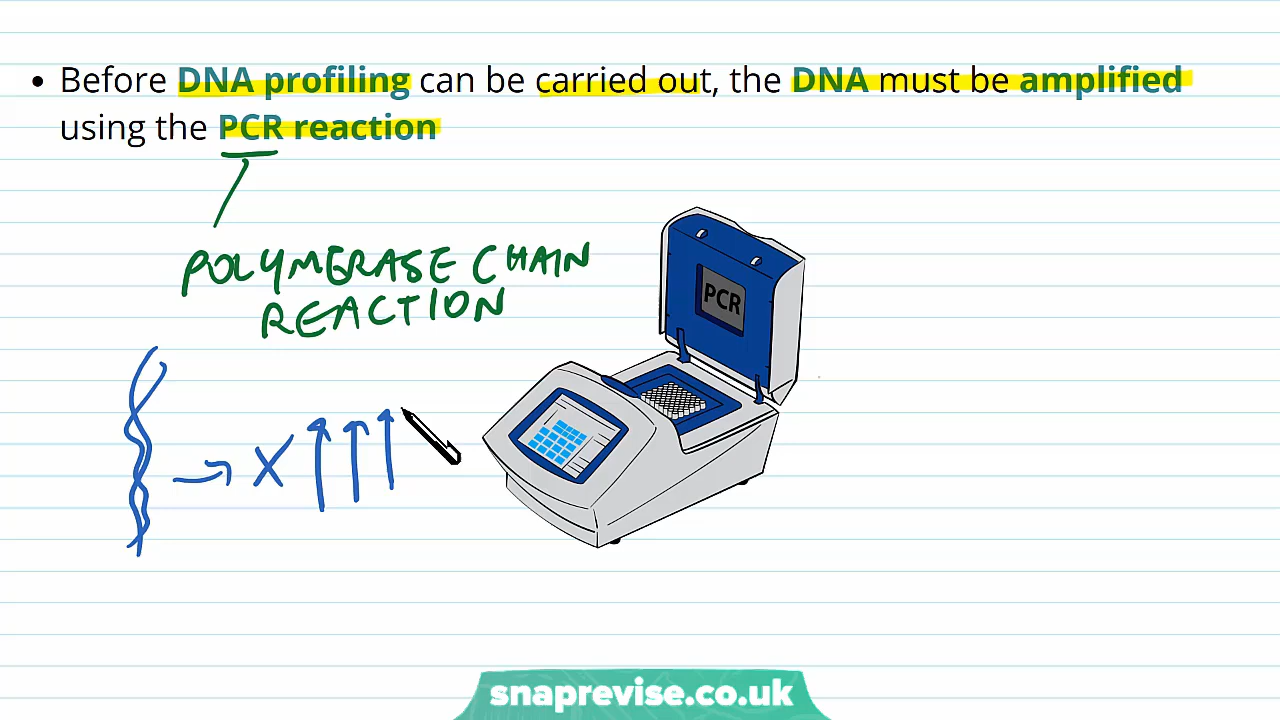 • Before DNA profiling can be carried out, the DNA must be amplified
using the PCR reaction
POLYMERASE CHAIN
REACTION
PCR
X
snaprevise.co.uk